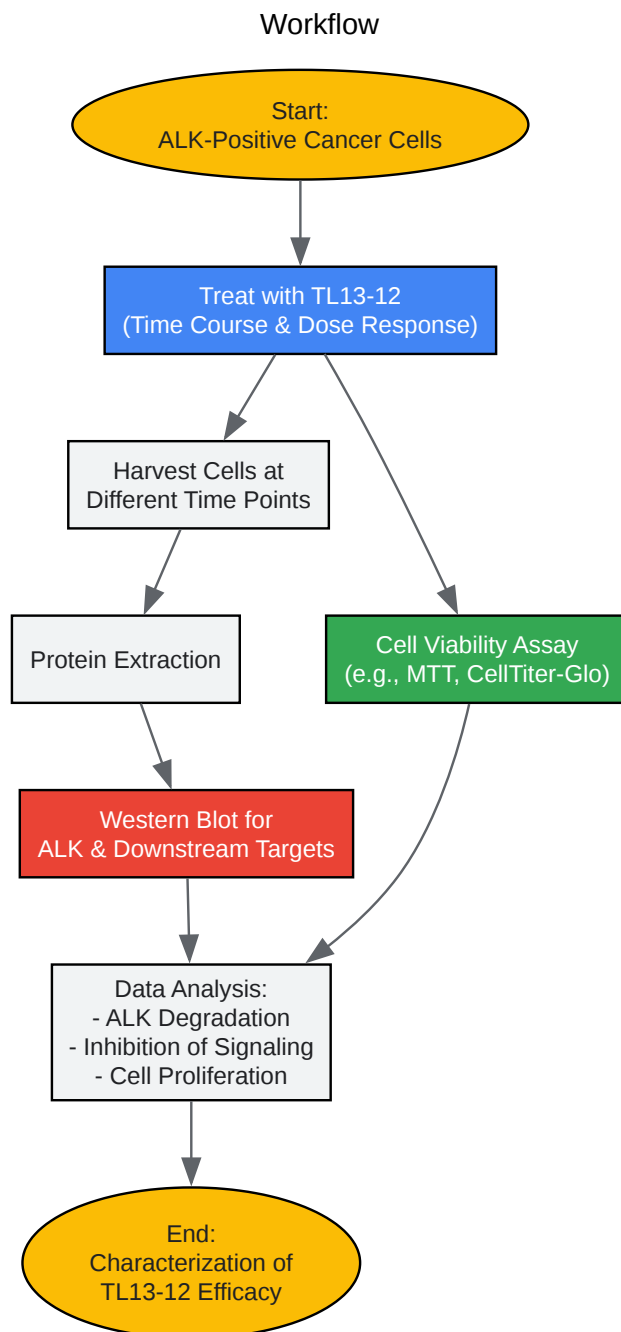 Workflow
Start:
ALK-Positive Cancer Cells
Treat with TL13-12
(Time Course & Dose Response)
Harvest Cells at
Different Time Points
Protein Extraction
Cell Viability Assay
(e.g., MTT, CellTiter-Glo)
Western Blot for
ALK & Downstream Targets
Data Analysis:
- ALK Degradation
- Inhibition of Signaling
- Cell Proliferation
End:
Characterization of
TL13-12 Efficacy